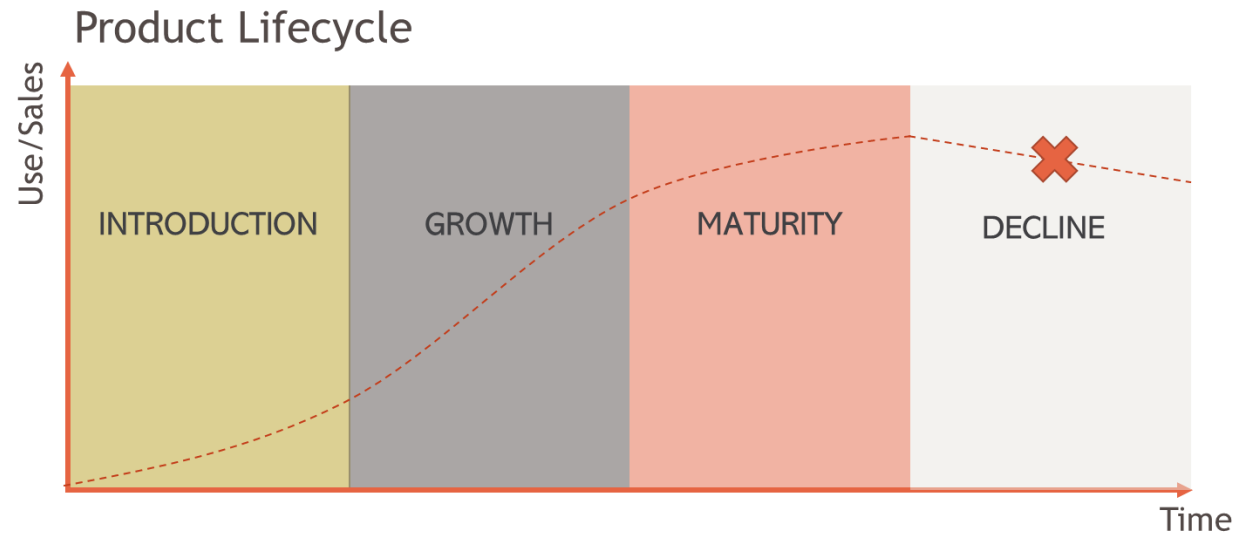 Product Lifecycle
Use/Sales
INTRODUCTION
GROWTH
MATURITY
DECLINE
Time